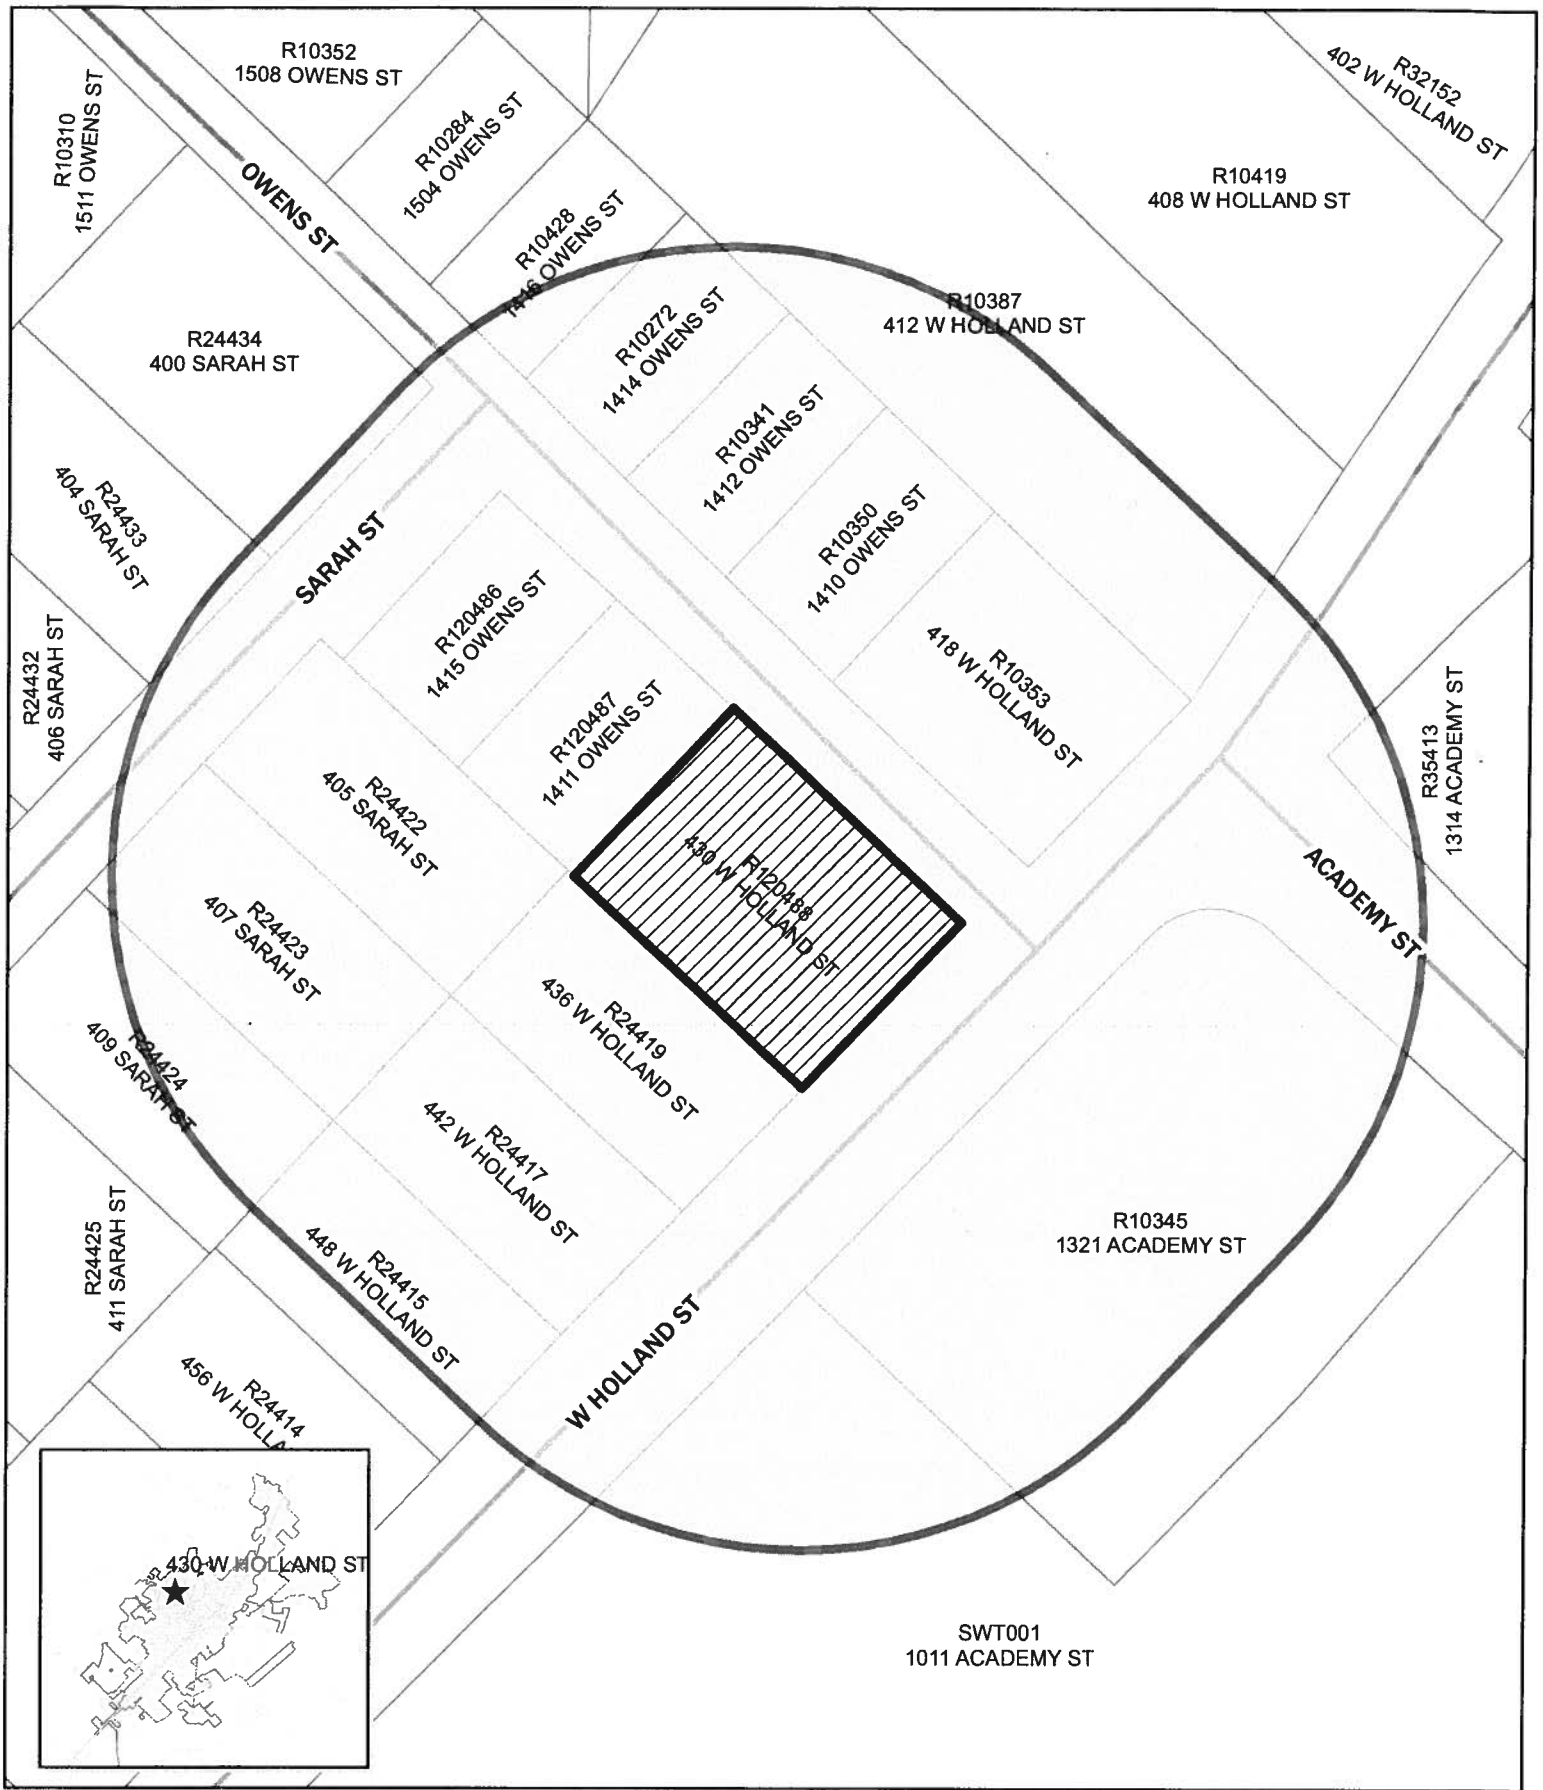 R10352
1508 OWENS ST
R32152
402 W HOLLAND ST
R10310
1511 OWENS ST
R10284
1504 OWENS ST
R10419
408 W HOLLAND ST
OWENS ST
R10428
1416 OWENS ST
R10387
412 W HOLLAND ST
R24434
400 SARAH ST
R10272
1414 OWENS ST
R10341
1412 OWENS ST
R24433
404 SARAH ST
SARAH ST
R10350
1410 OWENS ST
R120486
1415 OWENS ST
R10353
418 W HOLLAND ST
R24432
406 SARAH ST
R120487
1411 OWENS ST
R35413
1314 ACADEMY ST
R24422
405 SARAH ST
R120488
430 W HOLLAND ST
ACADEMY ST
R24423
407 SARAH ST
R24419
436 W HOLLAND ST
R24424
409 SARAH ST
R24417
442 W HOLLAND ST
R24425
411 SARAH ST
R10345
1321 ACADEMY ST
R24415
448 W HOLLAND ST
W HOLLAND ST
R24414
456 W HOLLA
430 W HOLLAND ST
SWT001
1011 ACADEMY ST